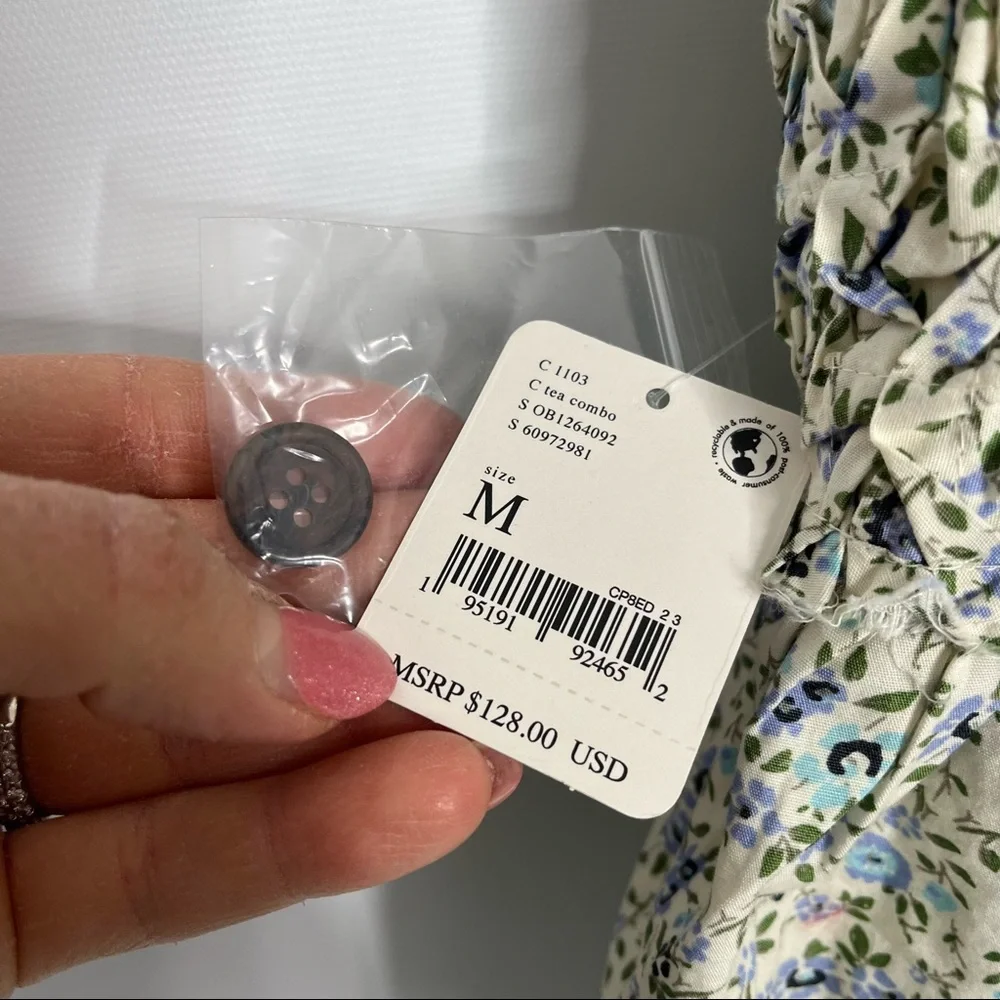 C 1103
C tea combo
S OB1264092
S 60972981
recyclable & made of 100% post-consumer waste
size
M
CP8ED 23
1 95191 92465 2
MSRP $128.00 USD